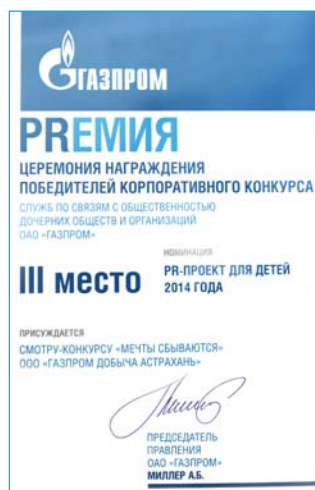 ГАЗПРОМ
PRЕМИЯ
ЦЕРЕМОНИЯ НАГРАЖДЕНИЯ
ПОБЕДИТЕЛЕЙ КОРПОРАТИВНОГО КОНКУРСА
СЛУЖБ ПО СВЯЗЯМ С ОБЩЕСТВЕННОСТЬЮ
ДОЧЕРНИХ ОБЩЕСТВ И ОРГАНИЗАЦИЙ
ОАО «ГАЗПРОМ»
НОМИНАЦИЯ
III место
PR-ПРОЕКТ ДЛЯ ДЕТЕЙ
2014 ГОДА
ПРИСУЖДАЕТСЯ
СМОТРУ-КОНКУРСУ «МЕЧТЫ СБЫВАЮТСЯ»
ООО «ГАЗПРОМ ДОБЫЧА АСТРАХАНЬ»
ПРЕДСЕДАТЕЛЬ
ПРАВЛЕНИЯ
ОАО «ГАЗПРОМ»
МИЛЛЕР А.Б.